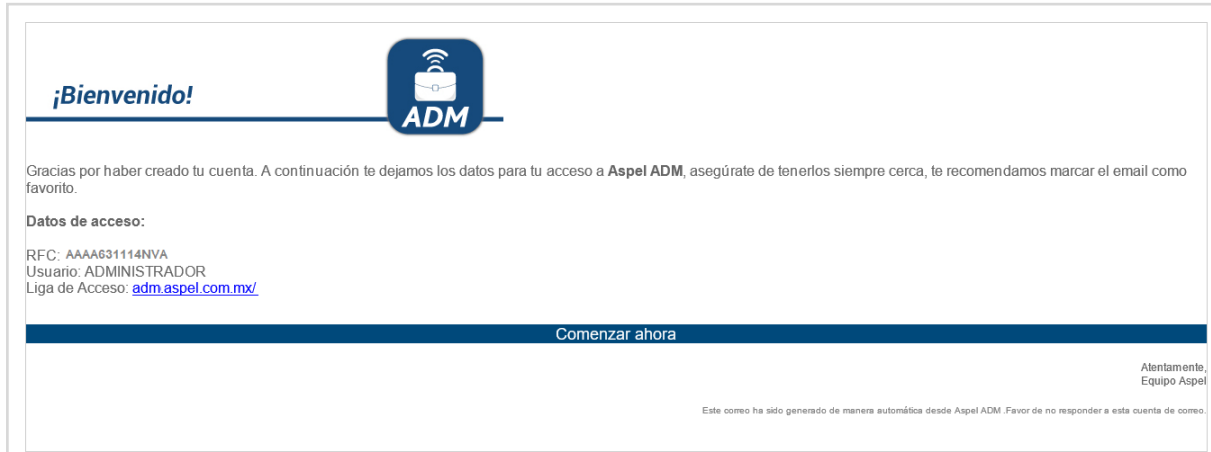 ¡Bienvenido!
ADM
Gracias por haber creado tu cuenta. A continuación te dejamos los datos para tu acceso a Aspel ADM, asegúrate de tenerlos siempre cerca, te recomendamos marcar el email como
favorito.
Datos de acceso:
RFC: AAAA631114NVA
Usuario: ADMINISTRADOR
Liga de Acceso: adm.aspel.com.mx/
Comenzar ahora
Atentamente,
Equipo Aspel
Este correo ha sido generado de manera automática desde Aspel ADM .Favor de no responder a esta cuenta de correo.